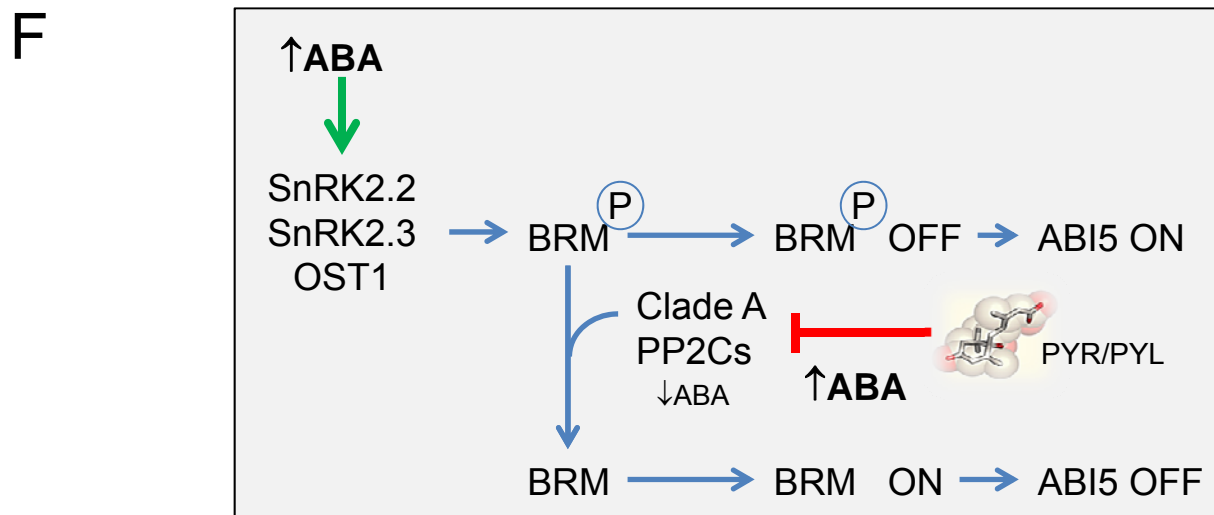 F
↑ABA
SnRK2.2
SnRK2.3
OST1
BRM P
BRM P OFF
ABI5 ON
Clade A
PP2Cs
↓ABA
↑ABA
PYR/PYL
BRM
BRM ON
ABI5 OFF